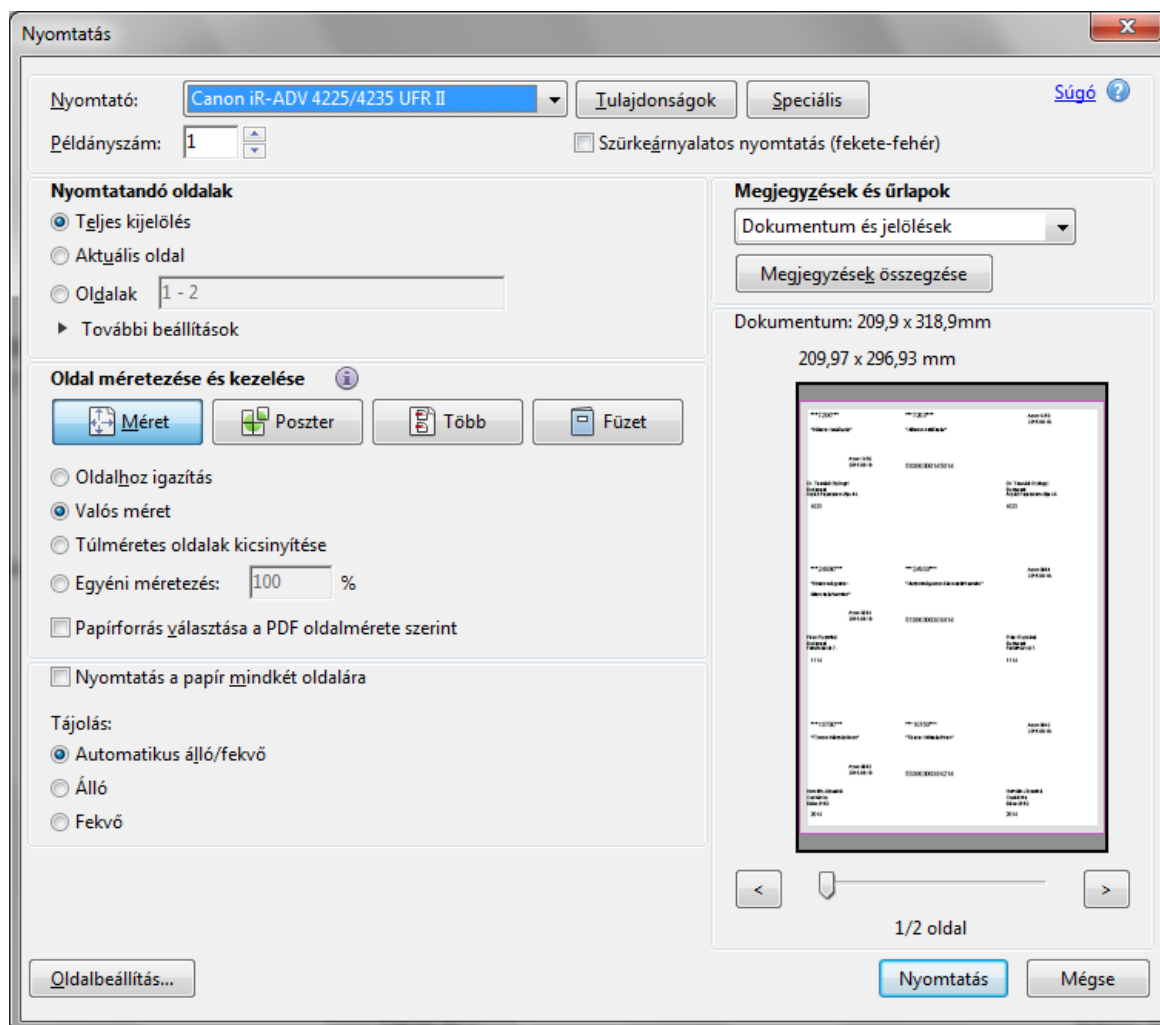 Nyomtatás
Nyomtató: Canon iR-ADV 4225/4235 UFR II Tulajdonságok Speciális Súgó
Példányszám: 1 Szürkeárnyalatos nyomtatás (fekete-fehér)
Nyomtatandó oldalak
Teljes kijelölés
Aktuális oldal
Oldalak 1 - 2
További beállítások
Megjegyzések és űrlapok
Dokumentum és jelölések
Megjegyzések összegzése
Oldal méretezése és kezelése
Méret Poszter Több Füzet
Oldalhoz igazítás
Valós méret
Túlméretes oldalak kicsinyítése
Egyéni méretezés: 100 %
Papírforrás választása a PDF oldalmérete szerint
Nyomtatás a papír mindkét oldalára
Tájolás:
Automatikus álló/fekvő
Álló
Fekvő
Dokumentum: 209,9 x 318,9mm
209,97 x 296,93 mm
1114
2014
2014
< >
1/2 oldal
Oldalbeállítás... Nyomtatás Mégse